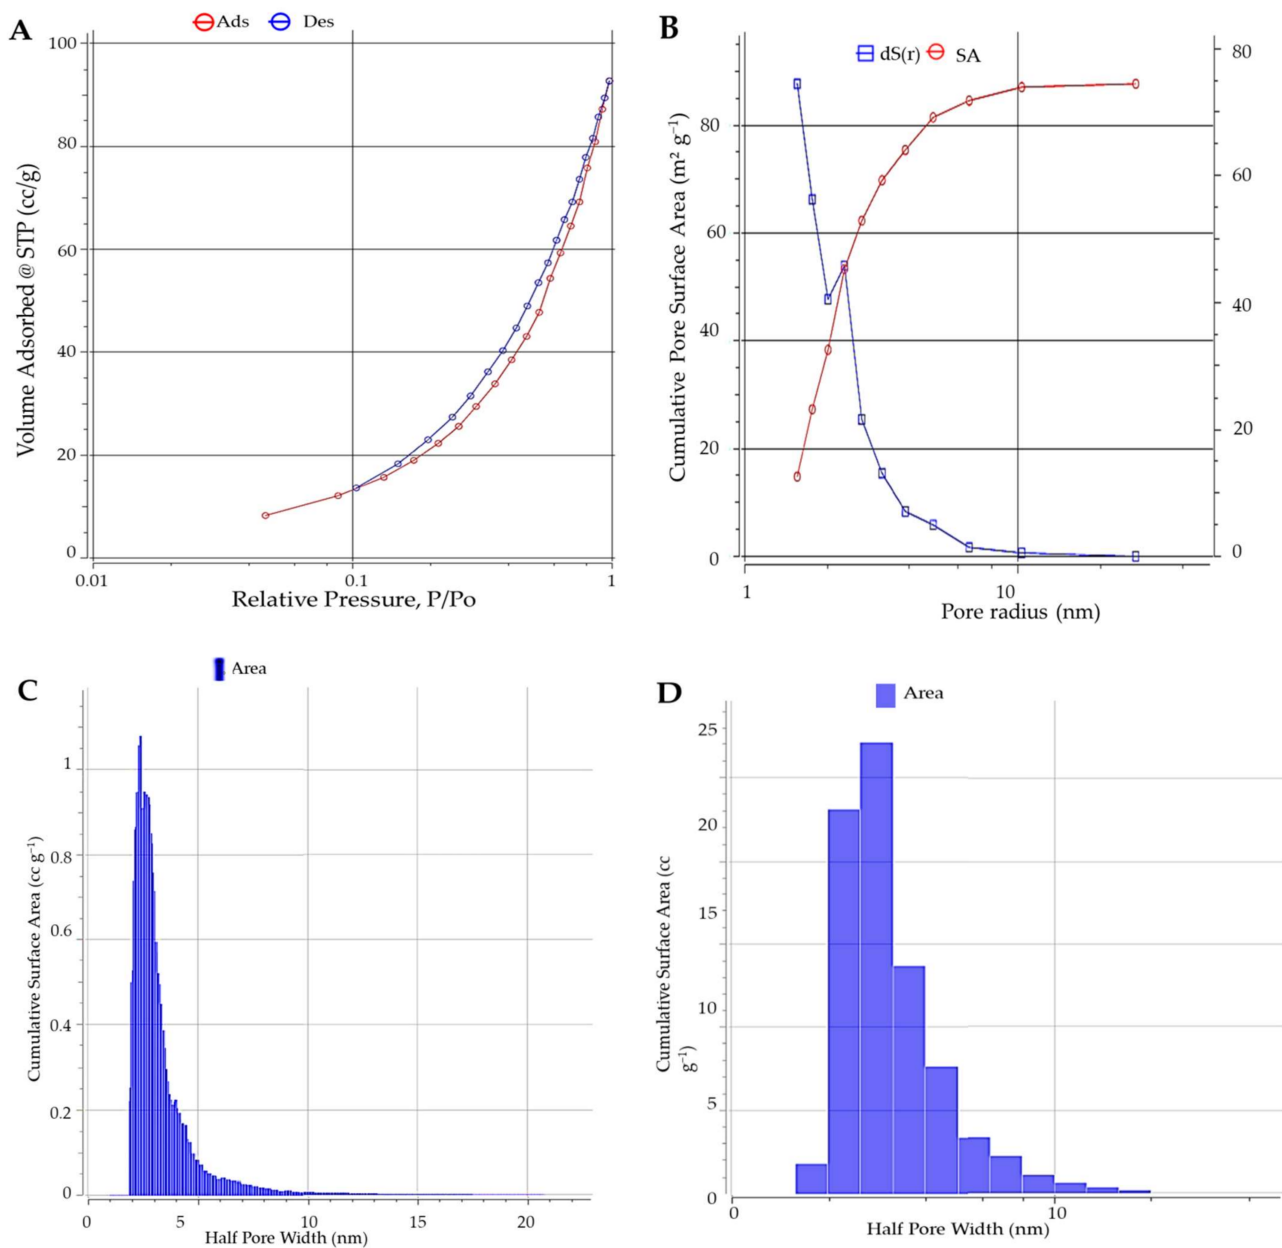 A
Ads Des
100
80
60
40
20
0
0.01 0.1 1
Volume Adsorbed @ STP (cc/g)
Relative Pressure, P/Po
B
dS(r) SA
80
60
40
20
0
80
60
40
20
0
1 10
Cumulative Pore Surface Area (m² g⁻¹)
Pore radius (nm)
C
Area
1
0.8
0.6
0.4
0.2
0
0 5 10 15 20
Cumulative Surface Area (cc g⁻¹)
Half Pore Width (nm)
D
Area
25
20
15
10
5
0
0 10
Cumulative Surface Area (cc
g⁻¹)
Half Pore Width (nm)